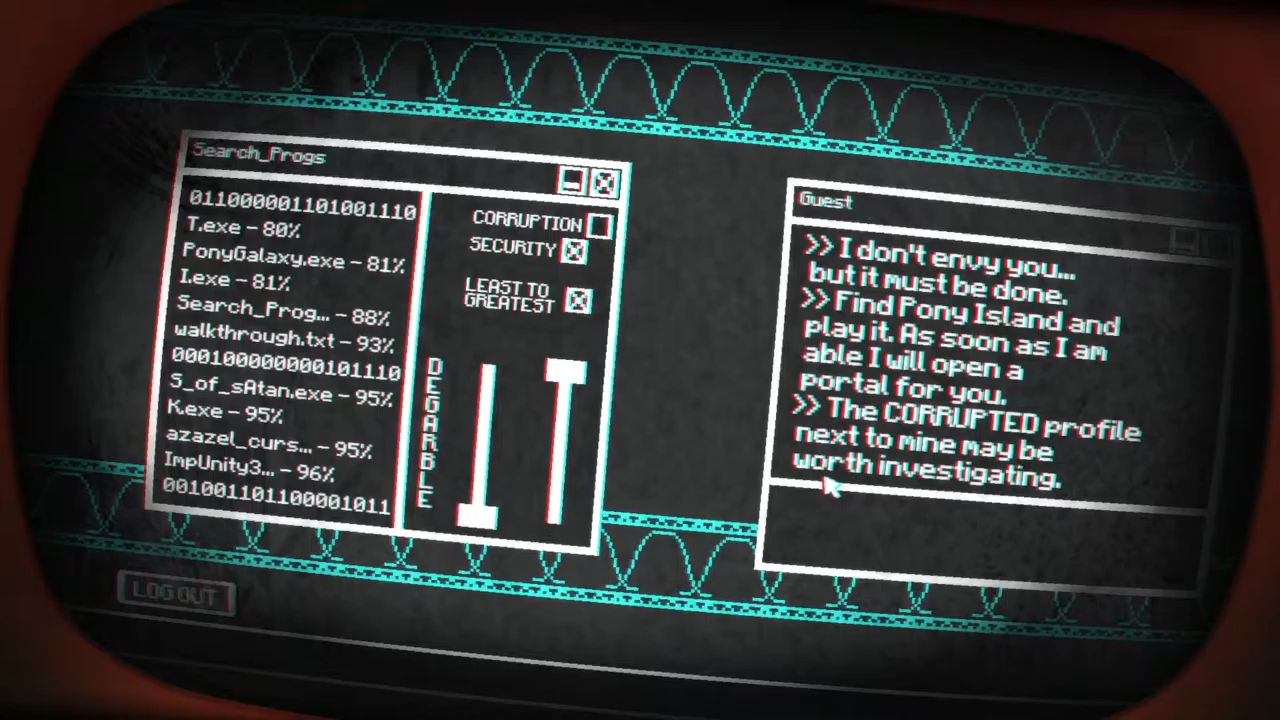 Search_Progs
0110000011010011110
T.exe - 80%
PonyGalaxy.exe - 81%
I.exe - 81%
Search_Prog... - 88%
walkthrough.txt - 93%
0001000000000101110
S_of_sAtan.exe - 95%
K.exe - 95%
azazel_curs... - 95%
ImpUnity3... - 96%
0010011011000001011
CORRUPTION
SECURITY
LEAST TO
GREATEST
DEGARBLE
Guest
>> I don't envy you...
but it must be done.
>> Find Pony Island and
play it. As soon as I am
able I will open a
portal for you.
>> The CORRUPTED profile
next to mine may be
worth investigating.
LOG OUT